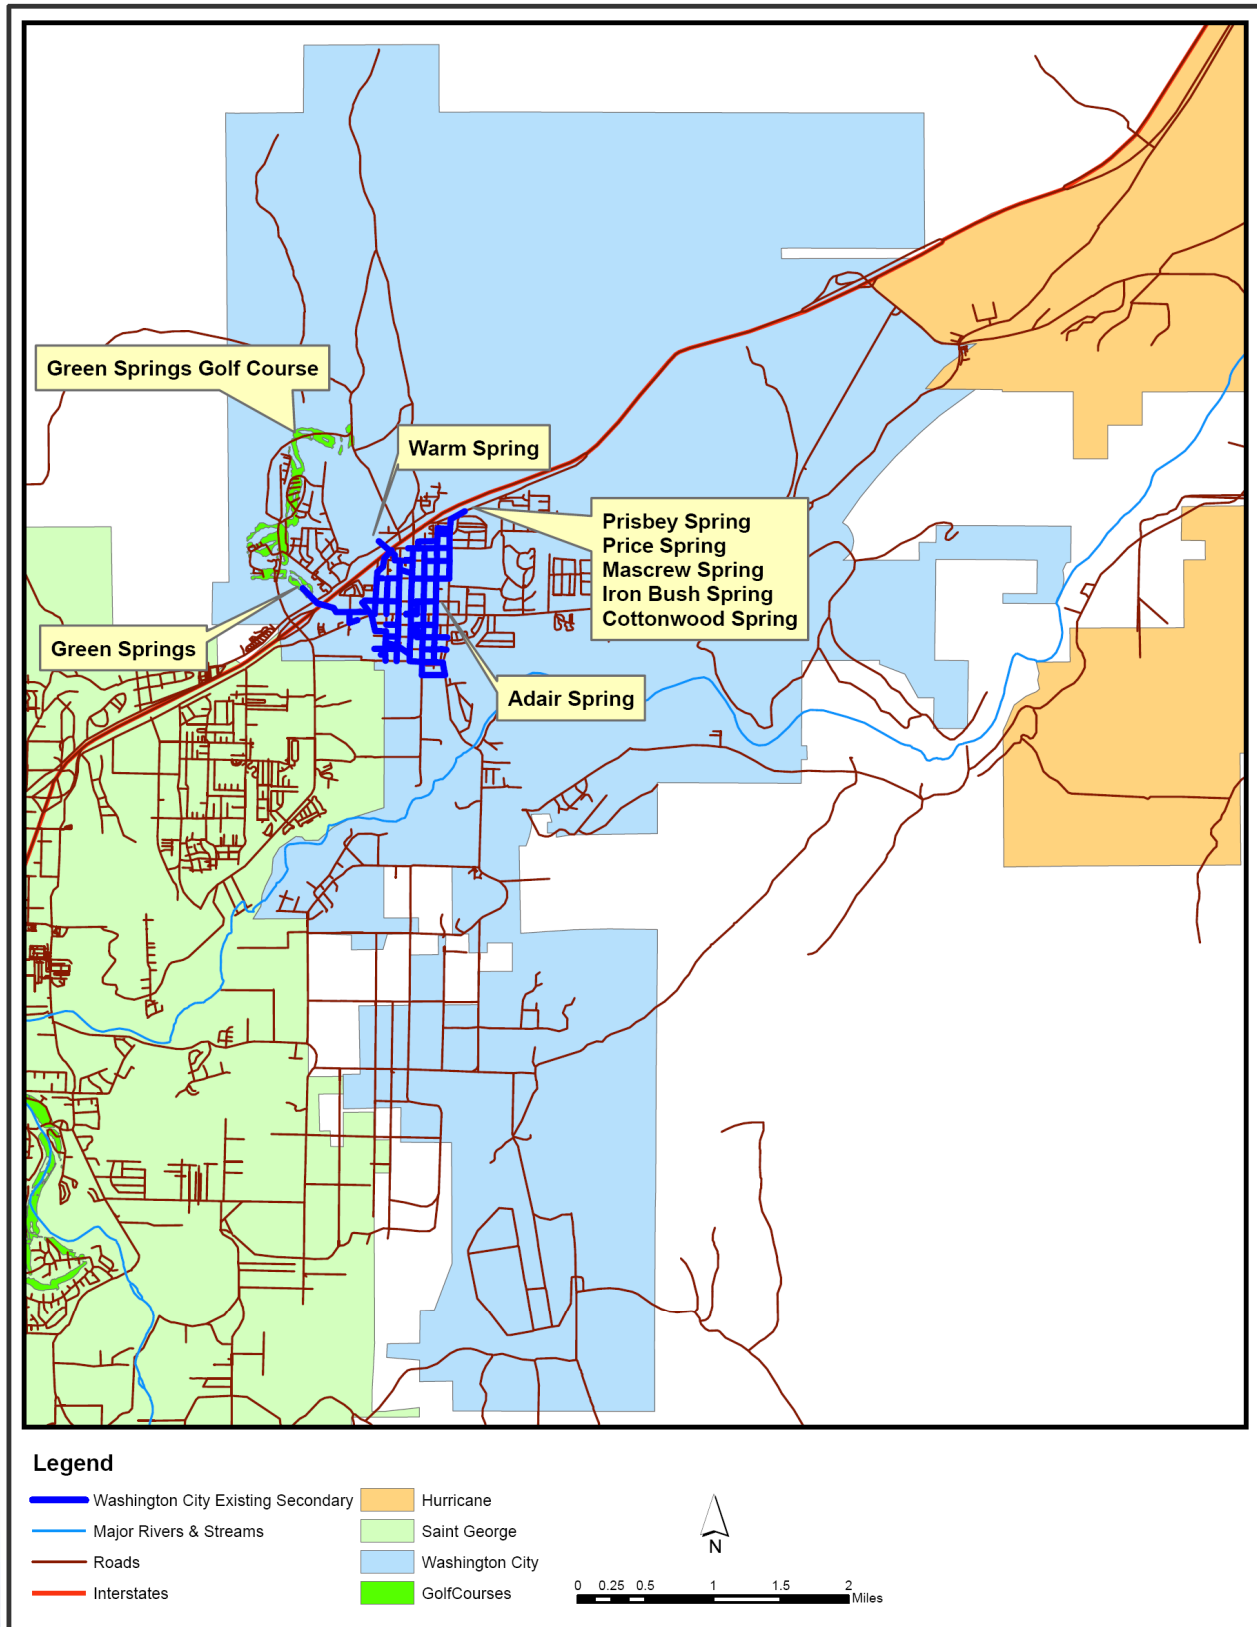 Green Springs Golf Course
Warm Spring
Prisbey Spring
Price Spring
Mascrew Spring
Iron Bush Spring
Cottonwood Spring
Green Springs
Adair Spring
Legend
Washington City Existing Secondary
Major Rivers & Streams
Roads
Interstates
Hurricane
Saint George
Washington City
GolfCourses
N
0 0.25 0.5 1 1.5 2
Miles